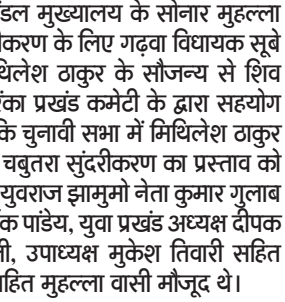 डल मुख्यालय के सोनार मुहल्ला
ीकरण के लिए गढ़वा विधायक सूबे
थिलेश ठाकुर के सौजन्य से शिव
ंका प्रखंड कमेटी के द्वारा सहयोग
कि चुनावी सभा में मिथिलेश ठाकुर
चबुतरा सुंदरीकरण का प्रस्ताव को
युवराज झामुमो नेता कुमार गुलाब
क पांडेय, युवा प्रखंड अध्यक्ष दीपक
ी, उपाध्यक्ष मुकेश तिवारी सहित
हित मुहल्ला वासी मौजूद थे।